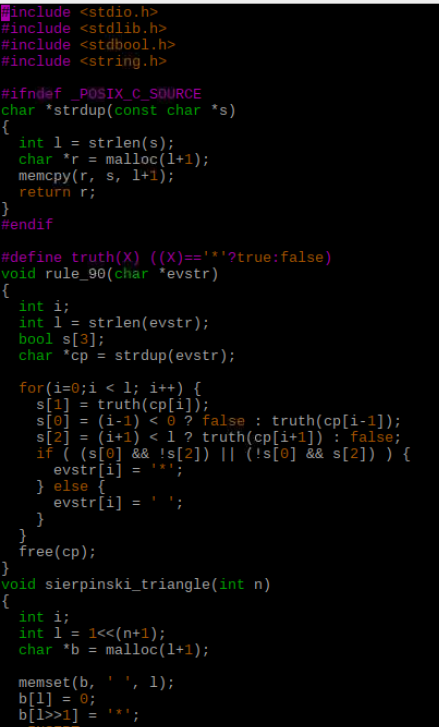 #include <stdio.h>
#include <stdlib.h>
#include <stdbool.h>
#include <string.h>

#ifndef _POSIX_C_SOURCE
char *strdup(const char *s)
{
  int l = strlen(s);
  char *r = malloc(l+1);
  memcpy(r, s, l+1);
  return r;
}
#endif

#define truth(X) ((X)=='*'?true:false)
void rule_90(char *evstr)
{
  int i;
  int l = strlen(evstr);
  bool s[3];
  char *cp = strdup(evstr);

  for(i=0;i < l; i++) {
    s[1] = truth(cp[i]);
    s[0] = (i-1) < 0 ? false : truth(cp[i-1]);
    s[2] = (i+1) < l ? truth(cp[i+1]) : false;
    if ( (s[0] && !s[2]) || (!s[0] && s[2]) ) {
      evstr[i] = '*';
    } else {
      evstr[i] = ' ';
    }
  }
  free(cp);
}
void sierpinski_triangle(int n)
{
  int i;
  int l = 1<<(n+1);
  char *b = malloc(l+1);

  memset(b, ' ', l);
  b[l] = 0;
  b[l>>1] = '*';